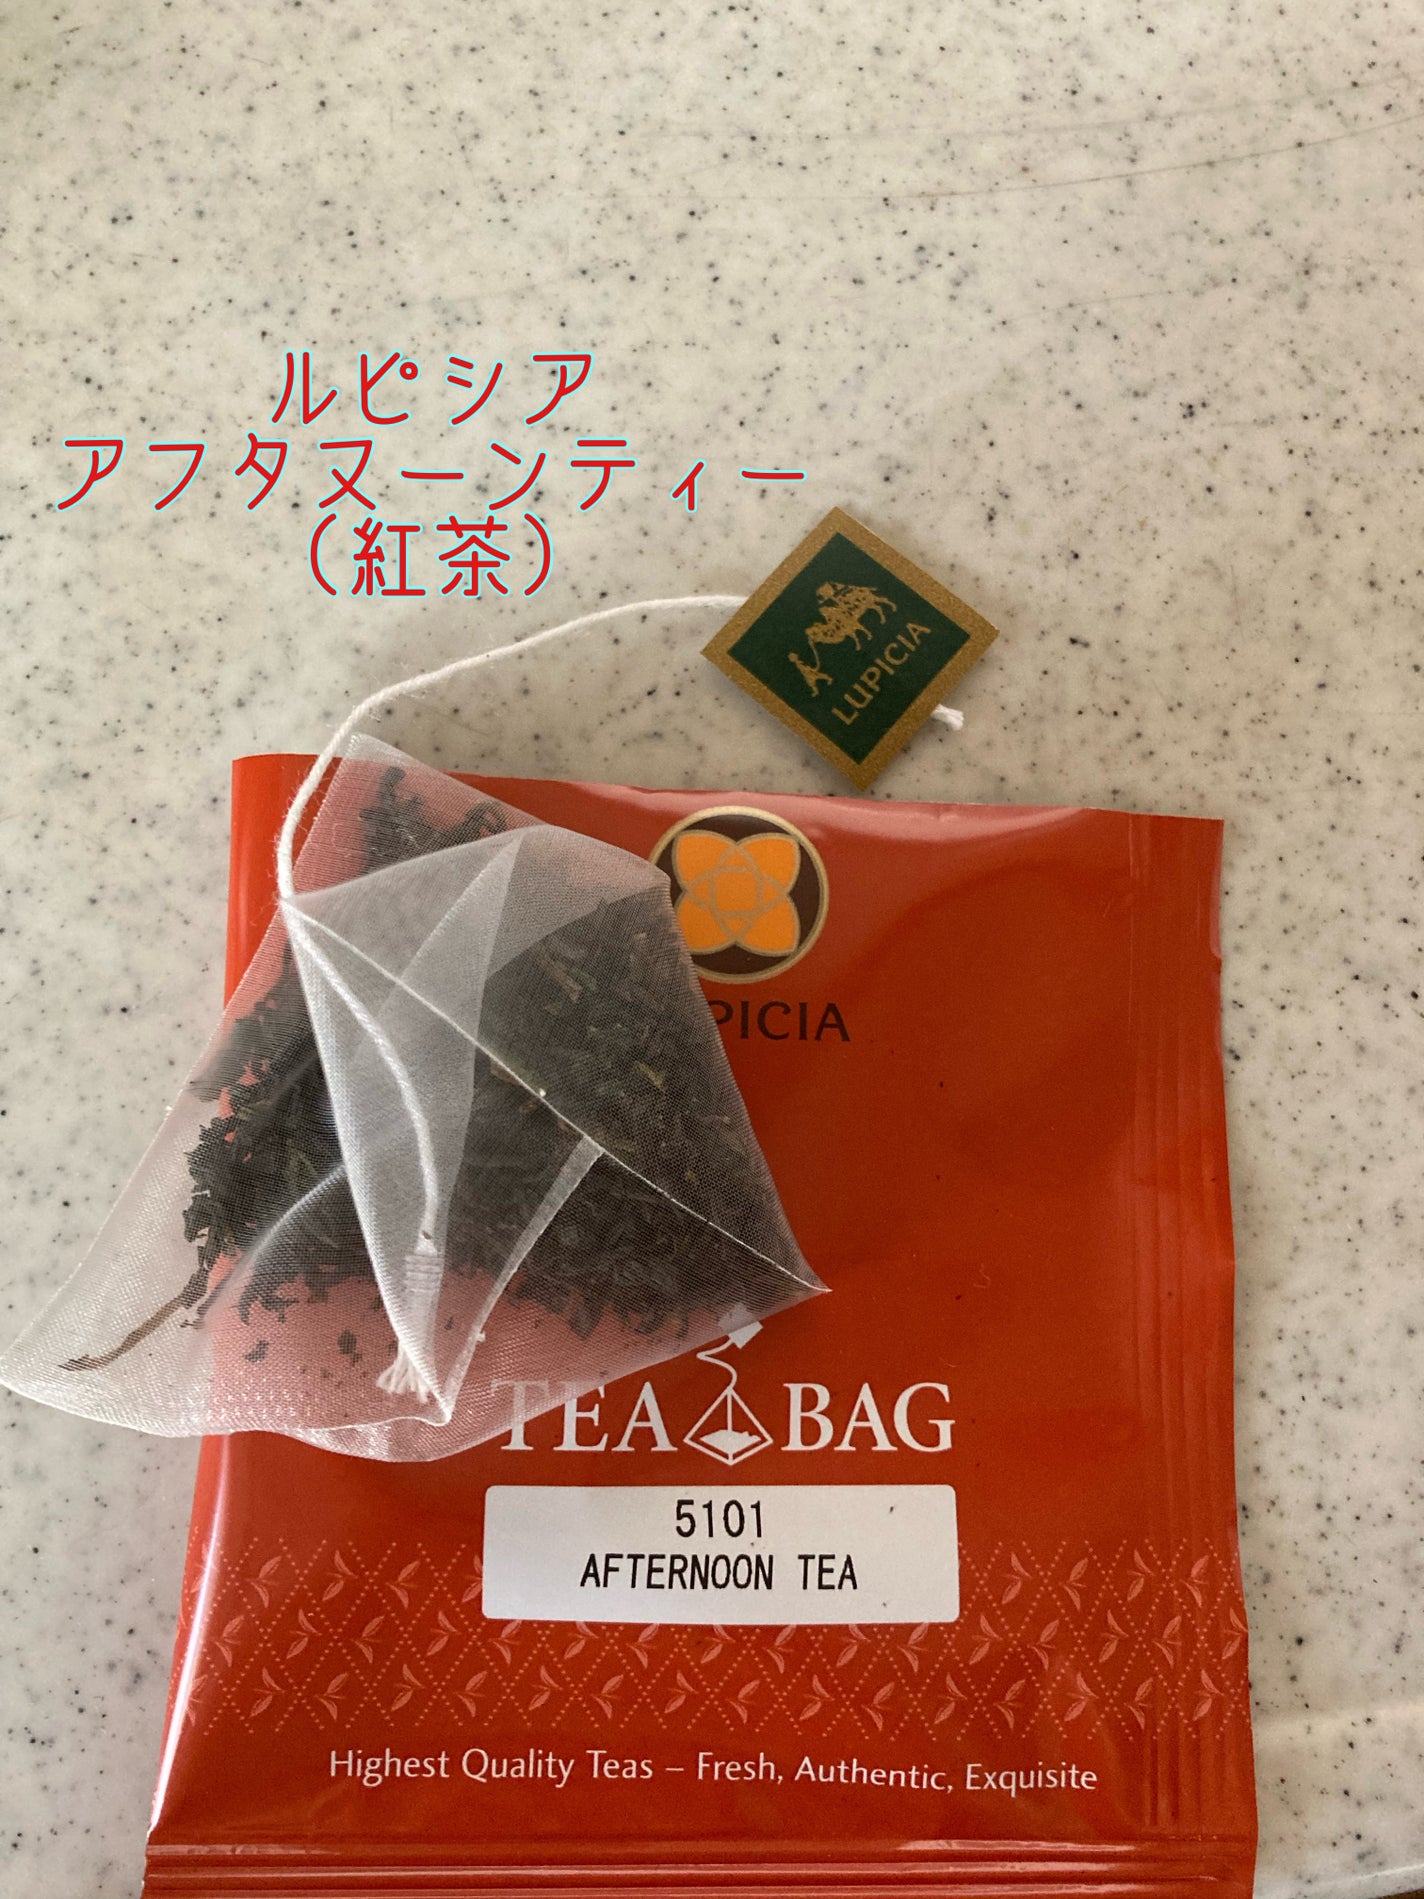 ルピシア
アフタヌーンティー
(紅茶)
LUPICIA
PICIA
TEA BAG
5101
AFTERNOON TEA
Highest Quality Teas – Fresh, Authentic, Exquisite